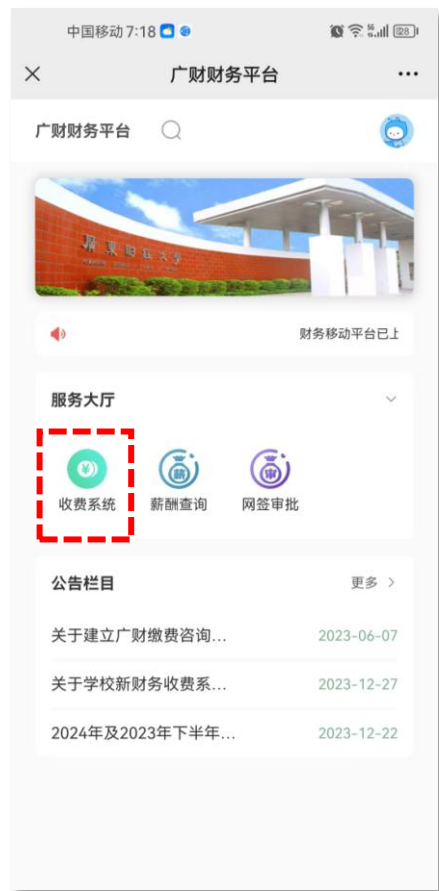 中国移动 7:18
广财财务平台
广财财务平台
财务移动平台已上
服务大厅
收费系统
薪酬查询
网签审批
公告栏目
更多
关于建立广财缴费咨询...
2023-06-07
关于学校新财务收费系...
2023-12-27
2024年及2023年下半年...
2023-12-22